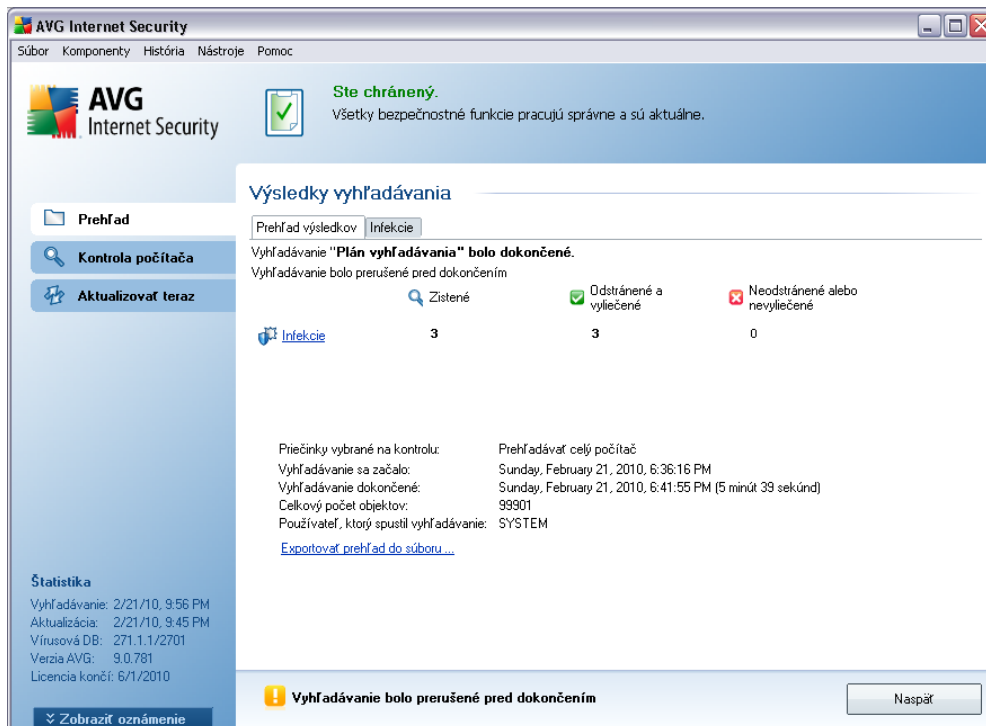 AVG Internet Security
Súbor Komponenty História Nástroje Pomoc
AVG
Internet Security
Ste chránený.
Všetky bezpečnostné funkcie pracujú správne a sú aktuálne.
Prehľad
Kontrola počítača
Aktualizovať teraz
Výsledky vyhľadávania
Prehľad výsledkov Infekcie
Vyhľadávanie "Plán vyhľadávania" bolo dokončené.
Vyhľadávanie bolo prerušené pred dokončením
Zistené Odstránené a vyliečené Neodstránené alebo nevyliečené
Infekcie 3 3 0
Priečinky vybrané na kontrolu: Prehľadávať celý počítač
Vyhľadávanie sa začalo: Sunday, February 21, 2010, 6:36:16 PM
Vyhľadávanie dokončené: Sunday, February 21, 2010, 6:41:55 PM (5 minút 39 sekúnd)
Celkový počet objektov: 99901
Používateľ, ktorý spustil vyhľadávanie: SYSTEM
Exportovať prehľad do súboru ...
Štatistika
Vyhľadávanie: 2/21/10, 9:56 PM
Aktualizácia: 2/21/10, 9:45 PM
Vírusová DB: 271.1.1/2701
Verzia AVG: 9.0.781
Licencia končí: 6/1/2010
Zobraziť oznámenie
Vyhľadávanie bolo prerušené pred dokončením
Naspäť